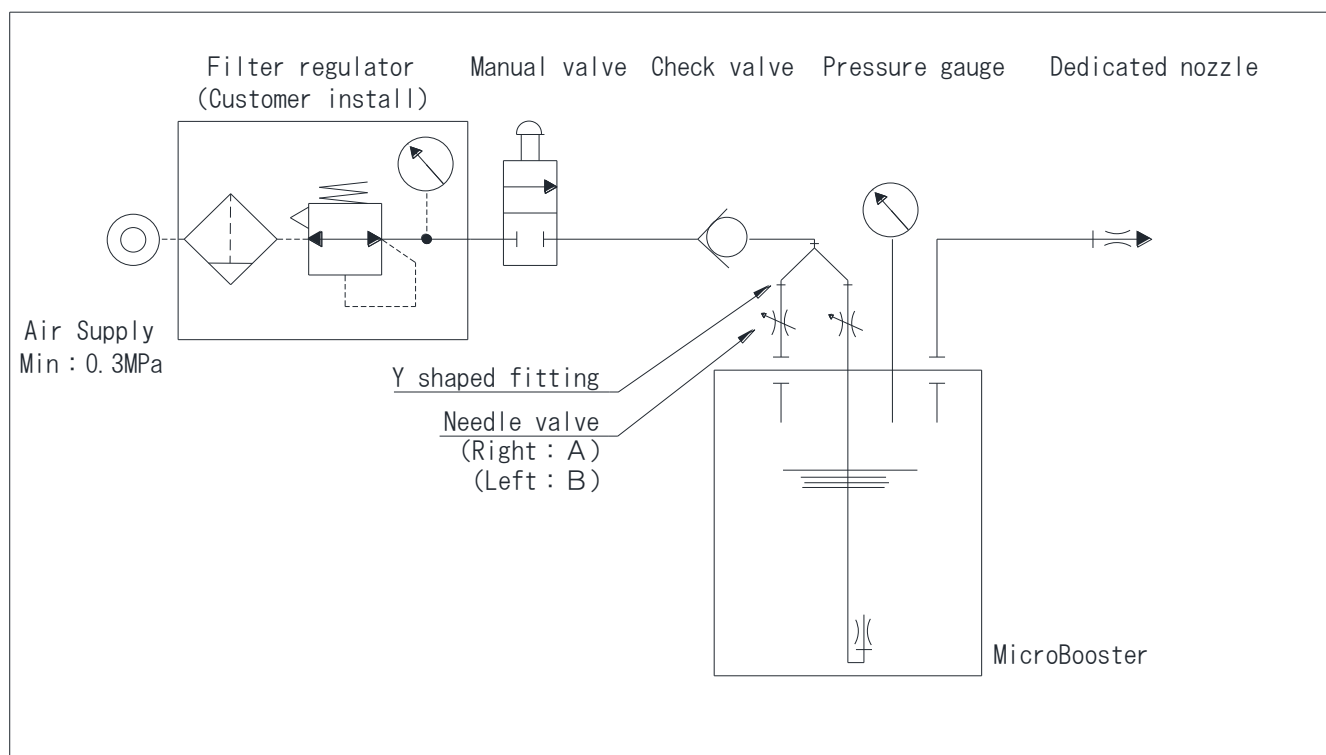 Filter regulator
(Customer install)
Manual valve
Check valve
Pressure gauge
Dedicated nozzle
Air Supply
Min：0.3MPa
Y shaped fitting
Needle valve
(Right：A)
(Left：B)
MicroBooster